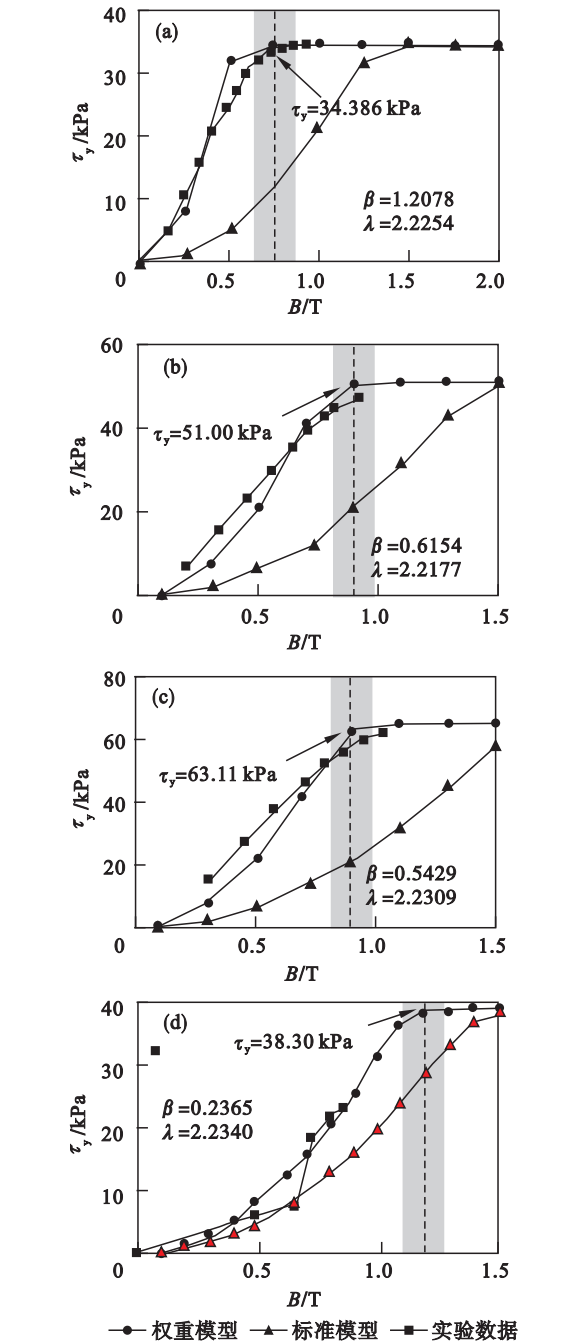 (a)
40
30
20
10
0
τy/kPa
τy=34.386 kPa
β=1.2078
λ=2.2254
0.5 1.0 1.5 2.0
B/T
(b)
60
40
20
0
τy/kPa
τy=51.00 kPa
β=0.6154
λ=2.2177
0.5 1.0 1.5
B/T
(c)
80
60
40
20
0
τy/kPa
τy=63.11 kPa
β=0.5429
λ=2.2309
0.5 1.0 1.5
B/T
(d)
40
30
20
10
0
τy/kPa
τy=38.30 kPa
β=0.2365
λ=2.2340
0.5 1.0 1.5
B/T
权重模型 标准模型 实验数据